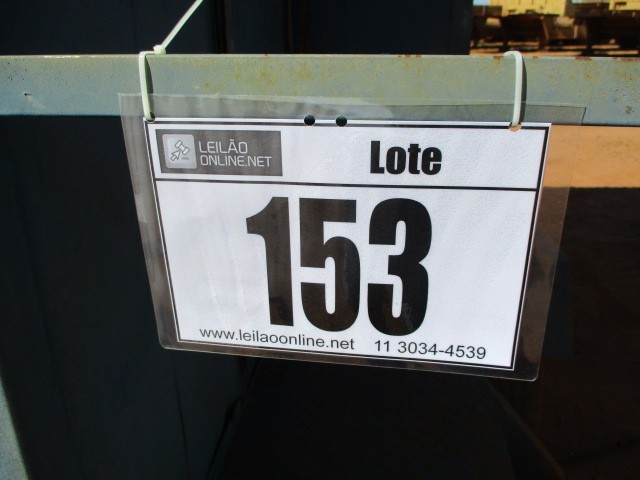 LEILÃO
ONLINE.NET
Lote
153
www.leilaoonline.net 11 3034-4539